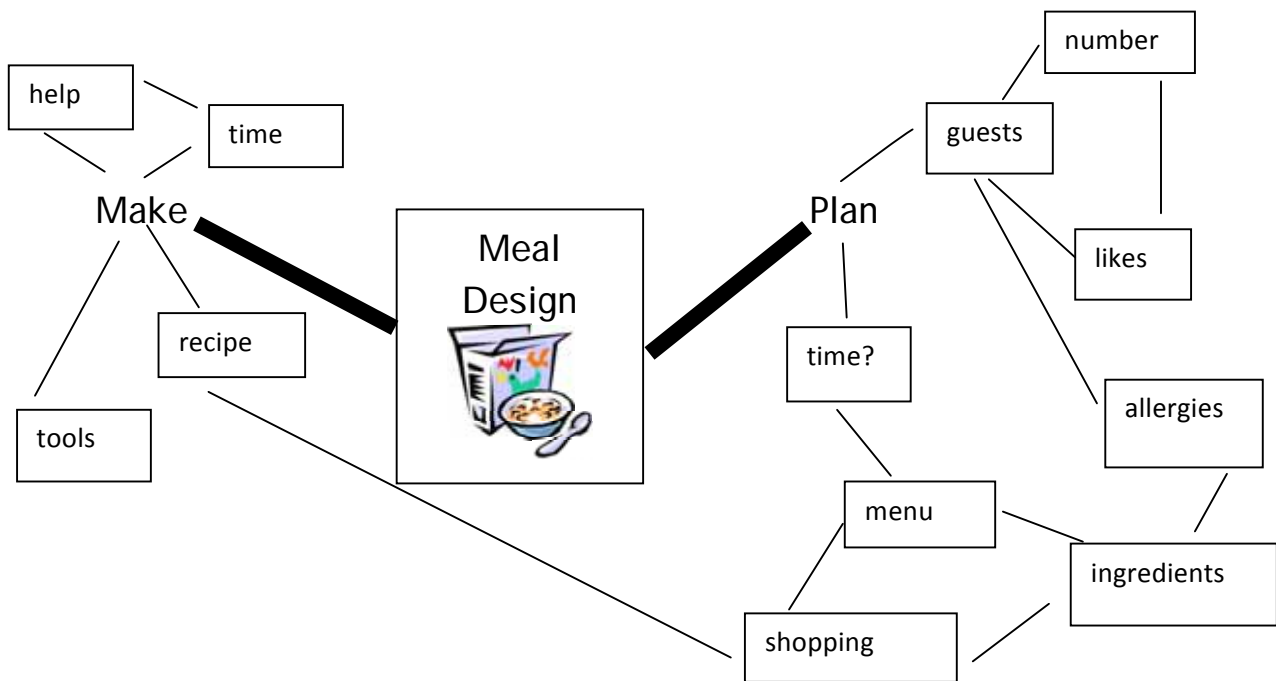 number
help
time
guests
Make
Plan
Meal
Design
likes
recipe
time?
allergies
tools
menu
ingredients
shopping